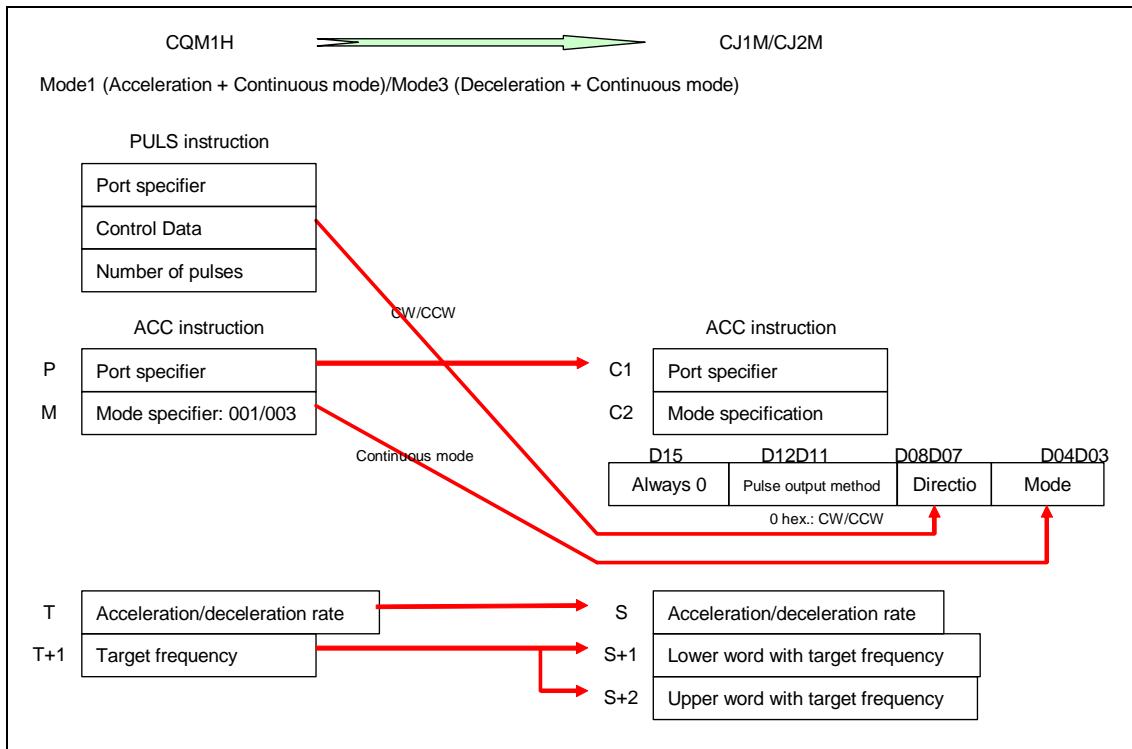 CQM1H CJ1M/CJ2M
Mode1 (Acceleration + Continuous mode)/Mode3 (Deceleration + Continuous mode)
PULS instruction
Port specifier
Control Data
Number of pulses
CW/CCW
ACC instruction ACC instruction
P Port specifier C1 Port specifier
M Mode specifier: 001/003 C2 Mode specification
Continuous mode
D15 D12D11 D08D07 D04D03
Always 0 Pulse output method Directio Mode
0 hex.: CW/CCW
T Acceleration/deceleration rate S Acceleration/deceleration rate
T+1 Target frequency S+1 Lower word with target frequency
S+2 Upper word with target frequency